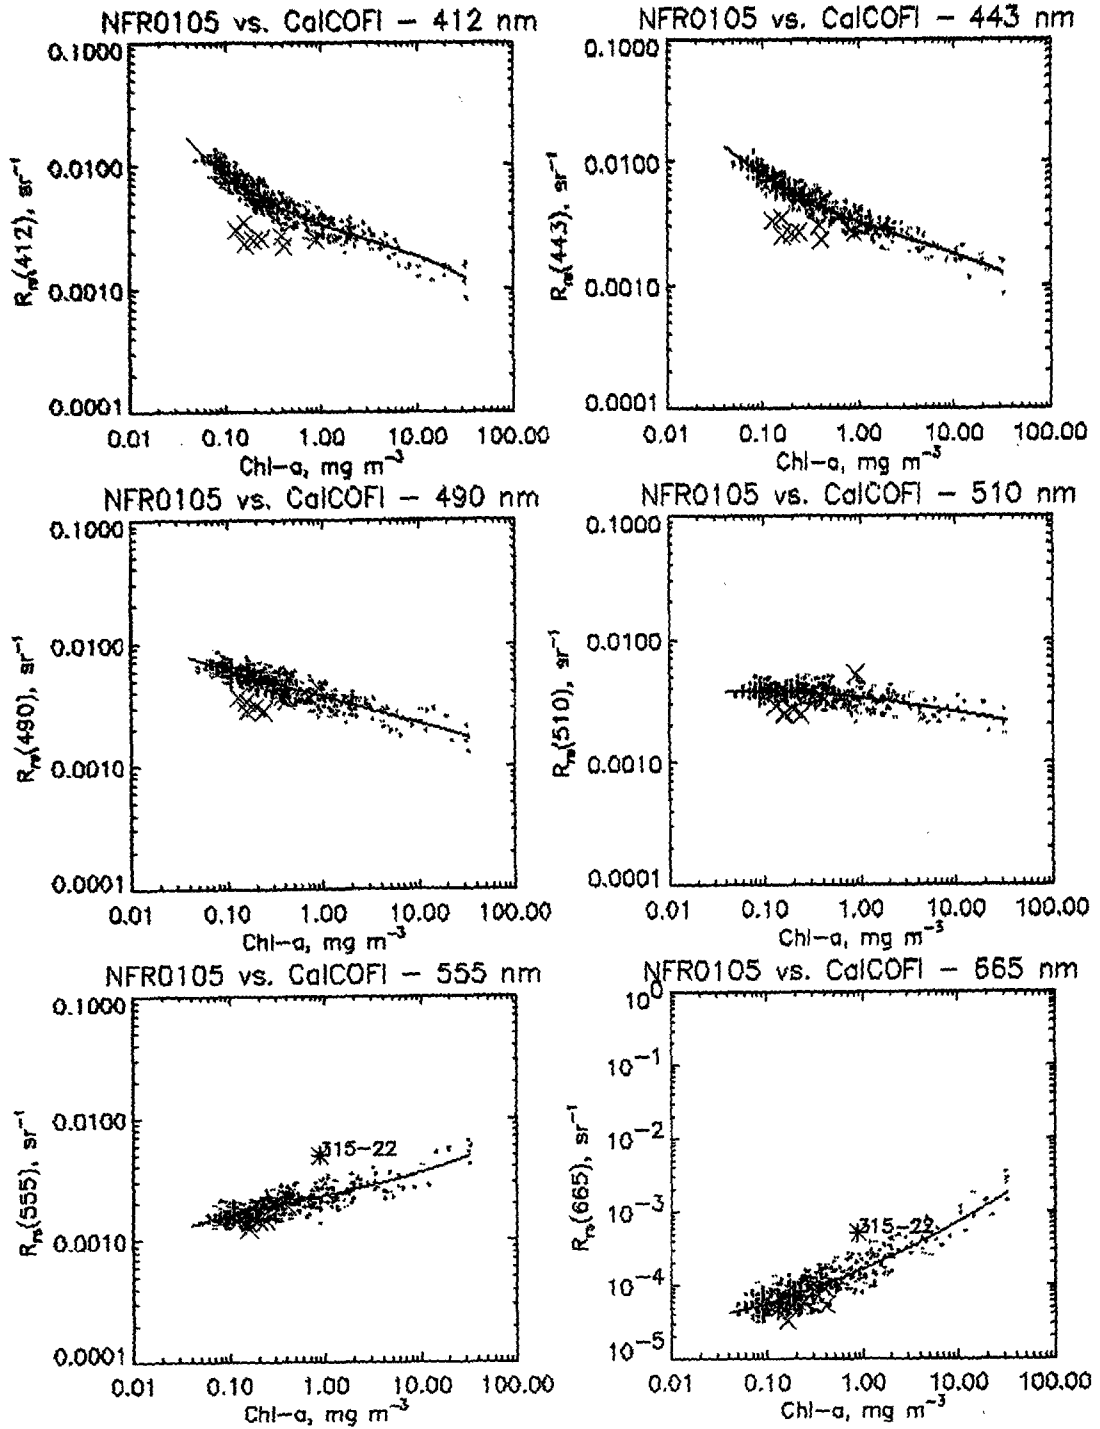 NFR0105 vs. CalCOFI – 412 nm
0.1000
0.0100
0.0010
0.0001
Rrs(412), sr⁻¹
0.01 0.10 1.00 10.00 100.00
Chl–a, mg m⁻³
NFR0105 vs. CalCOFI – 443 nm
0.1000
0.0100
0.0010
0.0001
Rrs(443), sr⁻¹
0.01 0.10 1.00 10.00 100.00
Chl–a, mg m⁻³
NFR0105 vs. CalCOFI – 490 nm
0.1000
0.0100
0.0010
0.0001
Rrs(490), sr⁻¹
0.01 0.10 1.00 10.00 100.00
Chl–a, mg m⁻³
NFR0105 vs. CalCOFI – 510 nm
0.1000
0.0100
0.0010
0.0001
Rrs(510), sr⁻¹
0.01 0.10 1.00 10.00 100.00
Chl–a, mg m⁻³
NFR0105 vs. CalCOFI – 555 nm
0.1000
0.0100
0.0010
0.0001
Rrs(555), sr⁻¹
315–22
0.01 0.10 1.00 10.00 100.00
Chl–a, mg m⁻³
NFR0105 vs. CalCOFI – 665 nm
10⁰
10⁻¹
10⁻²
10⁻³
10⁻⁴
10⁻⁵
Rrs(665), sr⁻¹
315–22
0.01 0.10 1.00 10.00 100.00
Chl–a, mg m⁻³